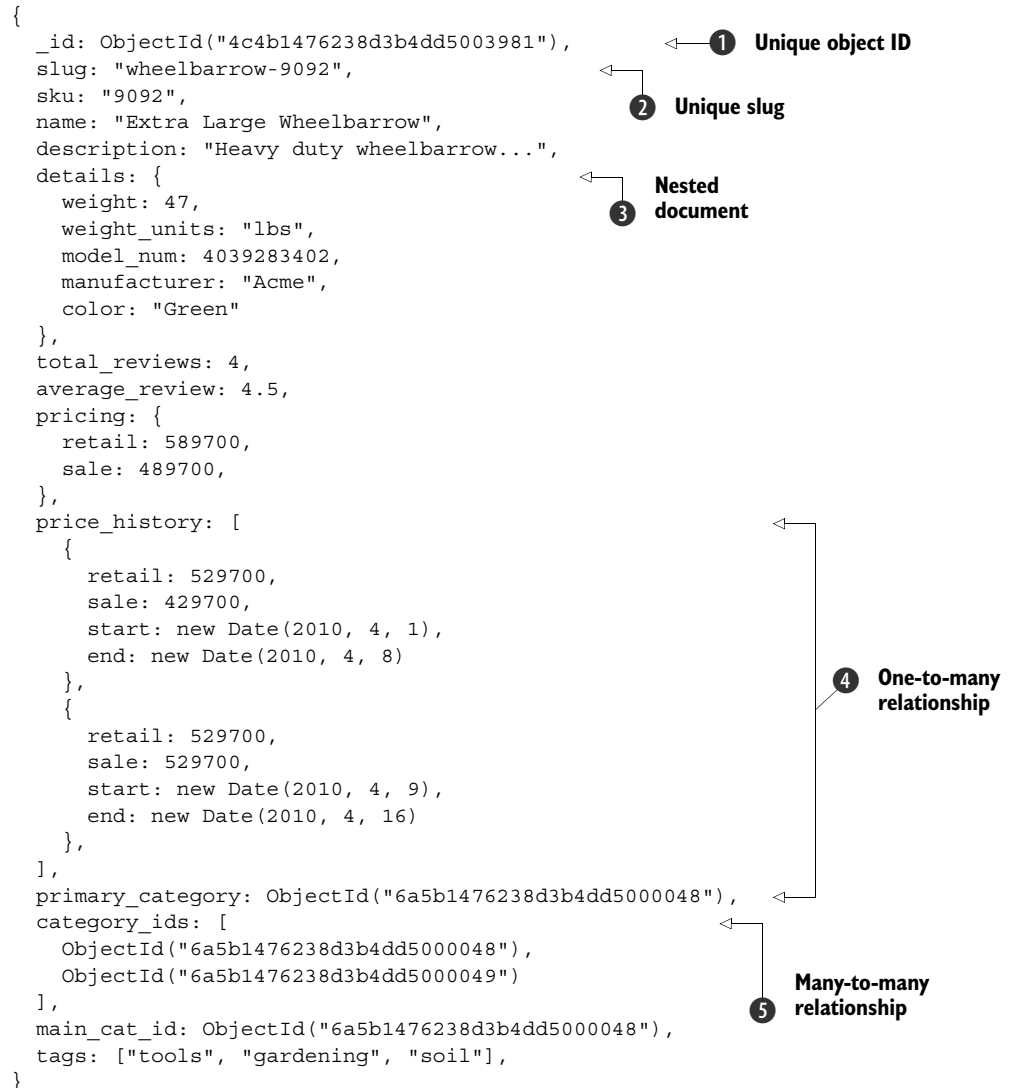 {
  _id: ObjectId("4c4b1476238d3b4dd5003981"), ❶ Unique object ID
  slug: "wheelbarrow-9092",
  sku: "9092", ❷ Unique slug
  name: "Extra Large Wheelbarrow",
  description: "Heavy duty wheelbarrow...",
  details: { Nested
    weight: 47, ❸ document
    weight_units: "lbs",
    model_num: 4039283402,
    manufacturer: "Acme",
    color: "Green"
  },
  total_reviews: 4,
  average_review: 4.5,
  pricing: {
    retail: 589700,
    sale: 489700,
  },
  price_history: [
    {
      retail: 529700,
      sale: 429700,
      start: new Date(2010, 4, 1),
      end: new Date(2010, 4, 8) ❹ One-to-many
    }, relationship
    {
      retail: 529700,
      sale: 529700,
      start: new Date(2010, 4, 9),
      end: new Date(2010, 4, 16)
    },
  ],
  primary_category: ObjectId("6a5b1476238d3b4dd5000048"),
  category_ids: [
    ObjectId("6a5b1476238d3b4dd5000048"),
    ObjectId("6a5b1476238d3b4dd5000049") Many-to-many
  ], ❺ relationship
  main_cat_id: ObjectId("6a5b1476238d3b4dd5000048"),
  tags: ["tools", "gardening", "soil"],
}